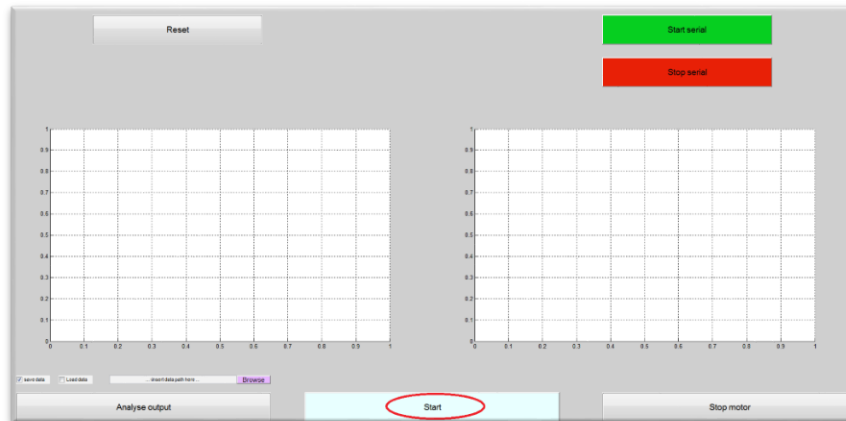 Reset
Start serial
Stop serial
1
0.9
0.8
0.7
0.6
0.5
0.4
0.3
0.2
0.1
0
0 0.1 0.2 0.3 0.4 0.5 0.6 0.7 0.8 0.9 1
1
0.9
0.8
0.7
0.6
0.5
0.4
0.3
0.2
0.1
0
0 0.1 0.2 0.3 0.4 0.5 0.6 0.7 0.8 0.9 1
save data
Load data
... insert data path here ...
Browse
Analyse output
Start
Stop motor